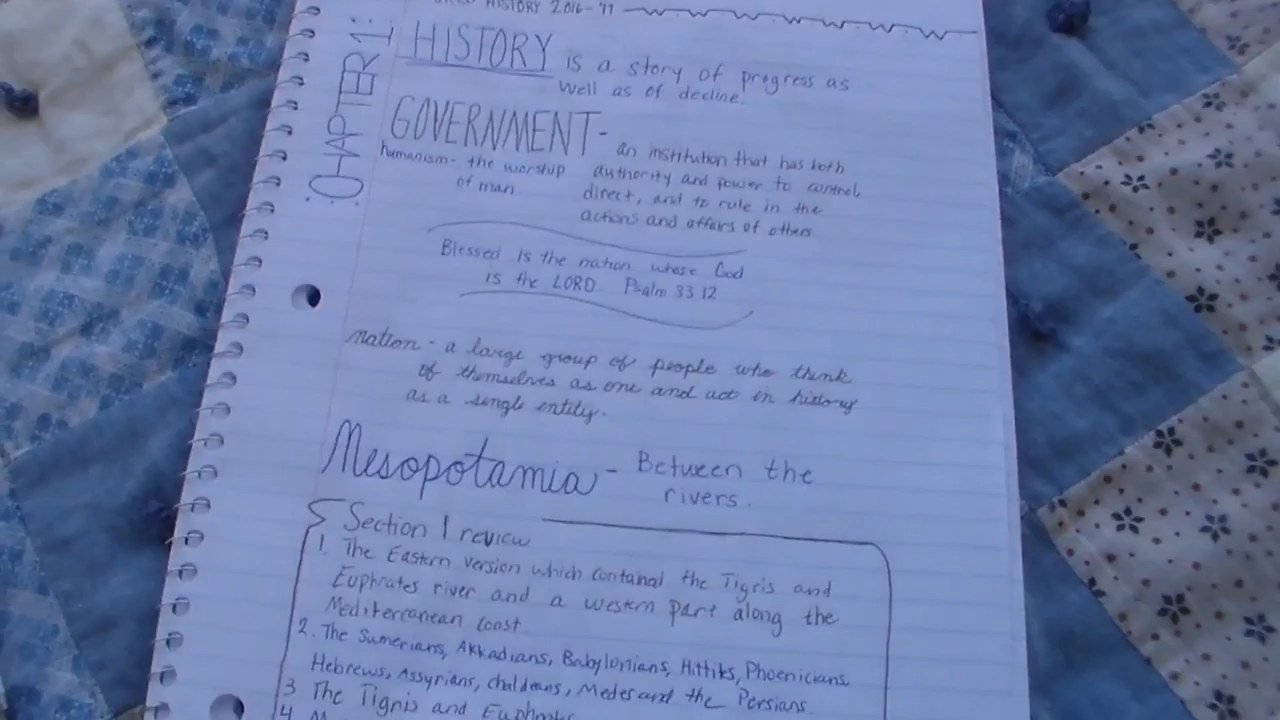 HISTORY 2016-'17
CHAPTER 1:
HISTORY is a story of progress as
well as of decline.
GOVERNMENT- an institution that has both
authority and power to control,
direct, and to rule in the
actions and affairs of others
humanism- the worship
of man.
Blessed is the nation whose God
is the LORD. Psalm 33:12
nation - a large group of people who think
of themselves as one and act in history
as a single entity.
Mesopotamia - Between the
rivers.
Section 1 review
1. The Eastern version which contained the Tigris and
Euphrates river and a western part along the
Mediterranean Coast.
2. The Sumerians, Akkadians, Babylonians, Hittiks, Phoenicians,
Hebrews, Assyrians, chaldeans, Medes and the Persians.
3 The Tigris and Euphrates
4